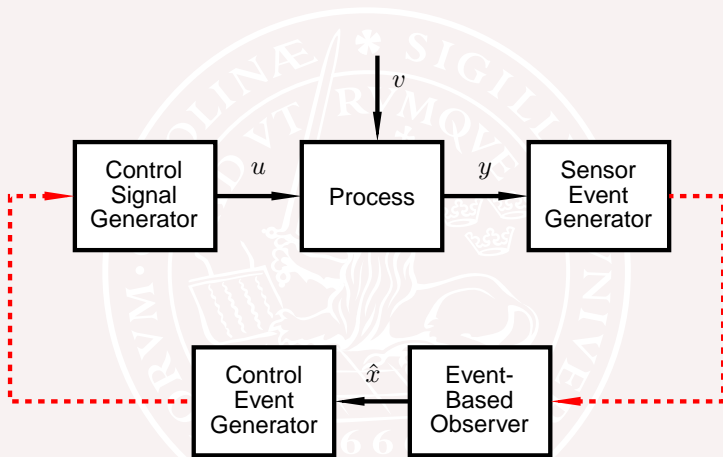 v
Control
Signal
Generator
u
Process
y
Sensor
Event
Generator
Control
Event
Generator
x̂
Event-
Based
Observer